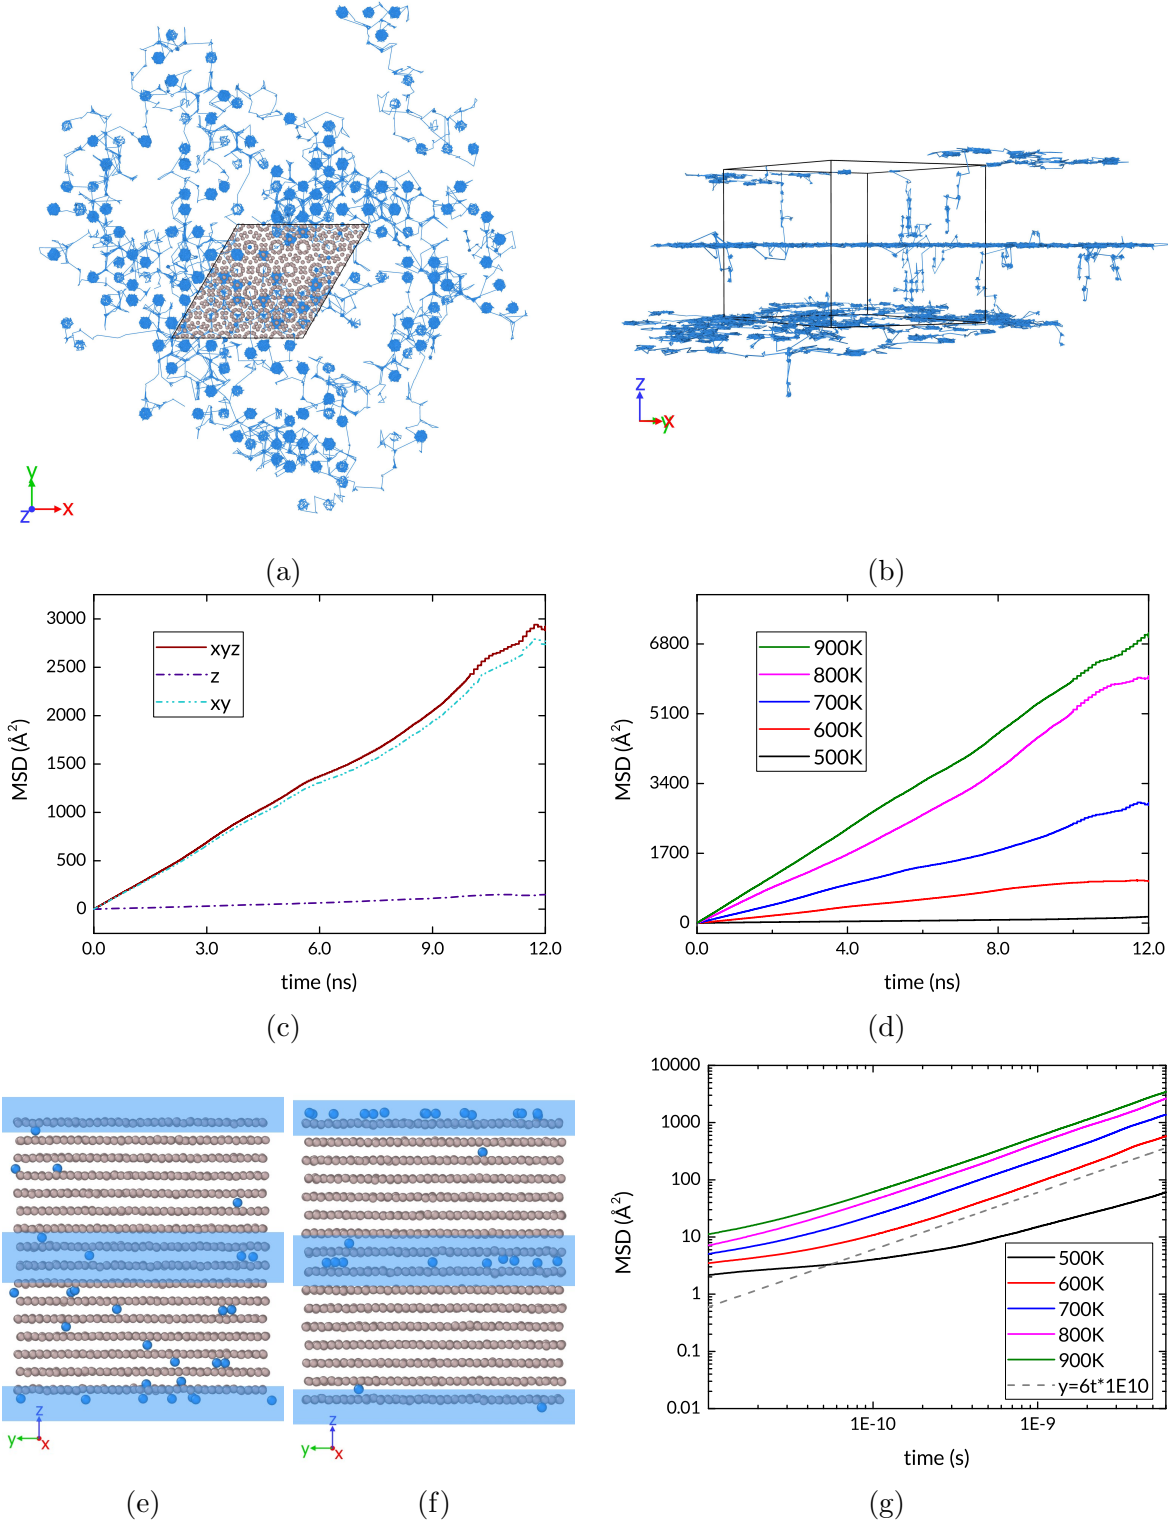 y
z x
(a)
z
y x
(b)
3000
2500
2000
1500
1000
500
0
MSD (Å²)
xyz
z
xy
0.0 3.0 6.0 9.0 12.0
time (ns)
(c)
6800
5100
3400
1700
0
MSD (Å²)
900K
800K
700K
600K
500K
0.0 4.0 8.0 12.0
time (ns)
(d)
z
y x
(e)
z
y x
(f)
10000
1000
100
10
1
0.1
0.01
MSD (Å²)
500K
600K
700K
800K
900K
y=6t*1E10
1E-10 1E-9
time (s)
(g)